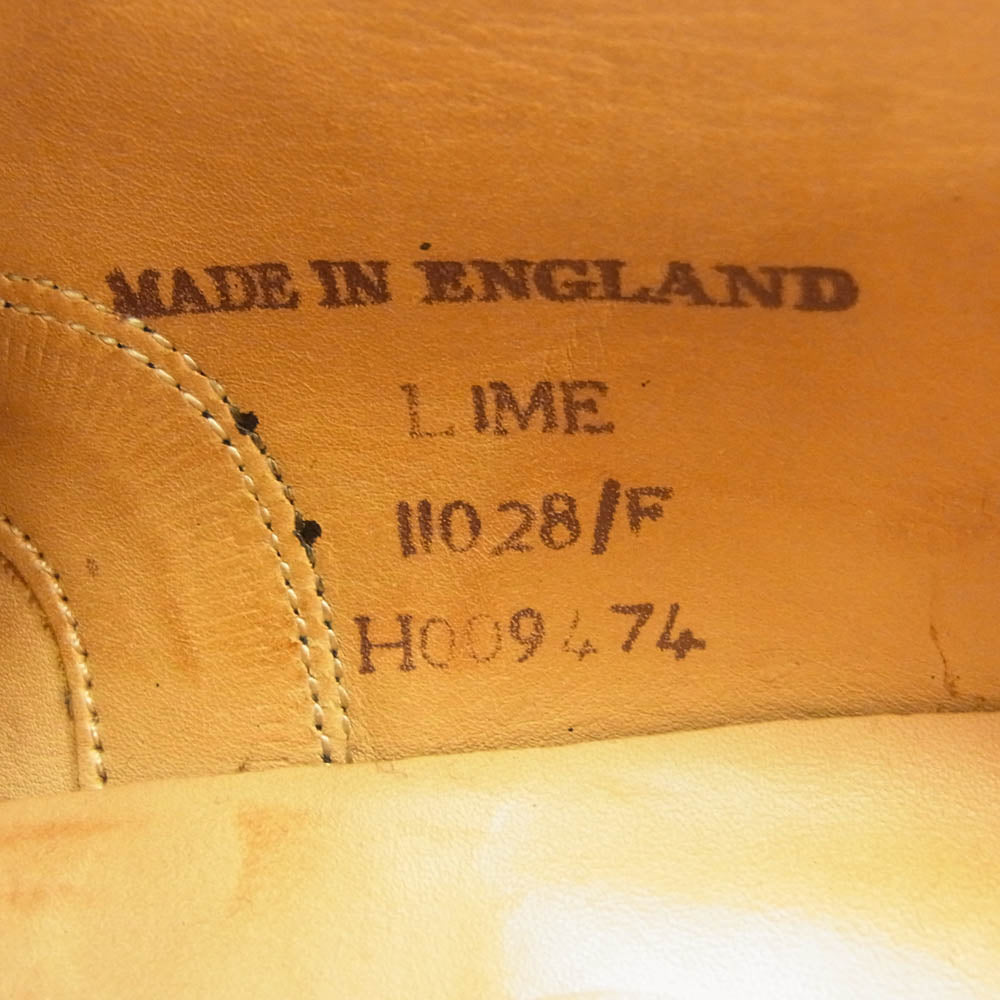 MADE IN ENGLAND
LIME
11028/F
H009474